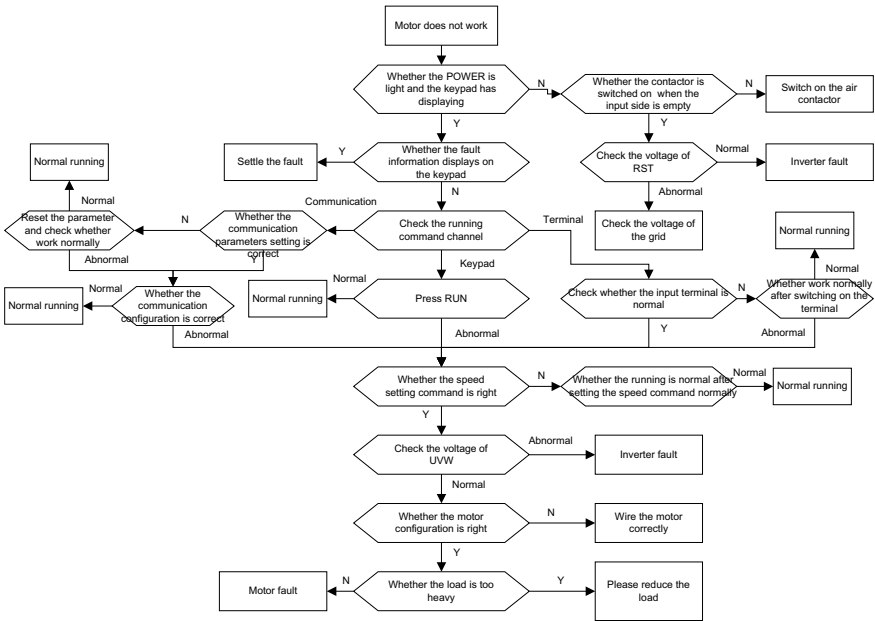 Motor does not work
Whether the POWER is
light and the keypad has
displaying
N
Whether the contactor is
switched on when the
input side is empty
N
Switch on the air
contactor
Y
Y
Normal running
Settle the fault
Y
Whether the fault
information displays on
the keypad
Check the voltage of
RST
Normal
Inverter fault
Normal
N
Abnormal
Communication
Reset the parameter
and check whether
work normally
N
Whether the
communication
parameters setting is
correct
Check the running
command channel
Terminal
Check the voltage of
the grid
Normal running
Abnormal
Y
Keypad
Normal
Normal running
Normal
Whether the
communication
configuration is correct
Normal running
Normal
Press RUN
Check whether the input terminal is
normal
N
Whether work normally
after switching on the
terminal
Abnormal
Abnormal
Y
Abnormal
Whether the speed
setting command is right
N
Whether the running is normal after
setting the speed command normally
Normal
Normal running
Y
Check the voltage of
UVW
Abnormal
Inverter fault
Normal
Whether the motor
configuration is right
N
Wire the motor
correctly
Y
Motor fault
N
Whether the load is too
heavy
Y
Please reduce the
load